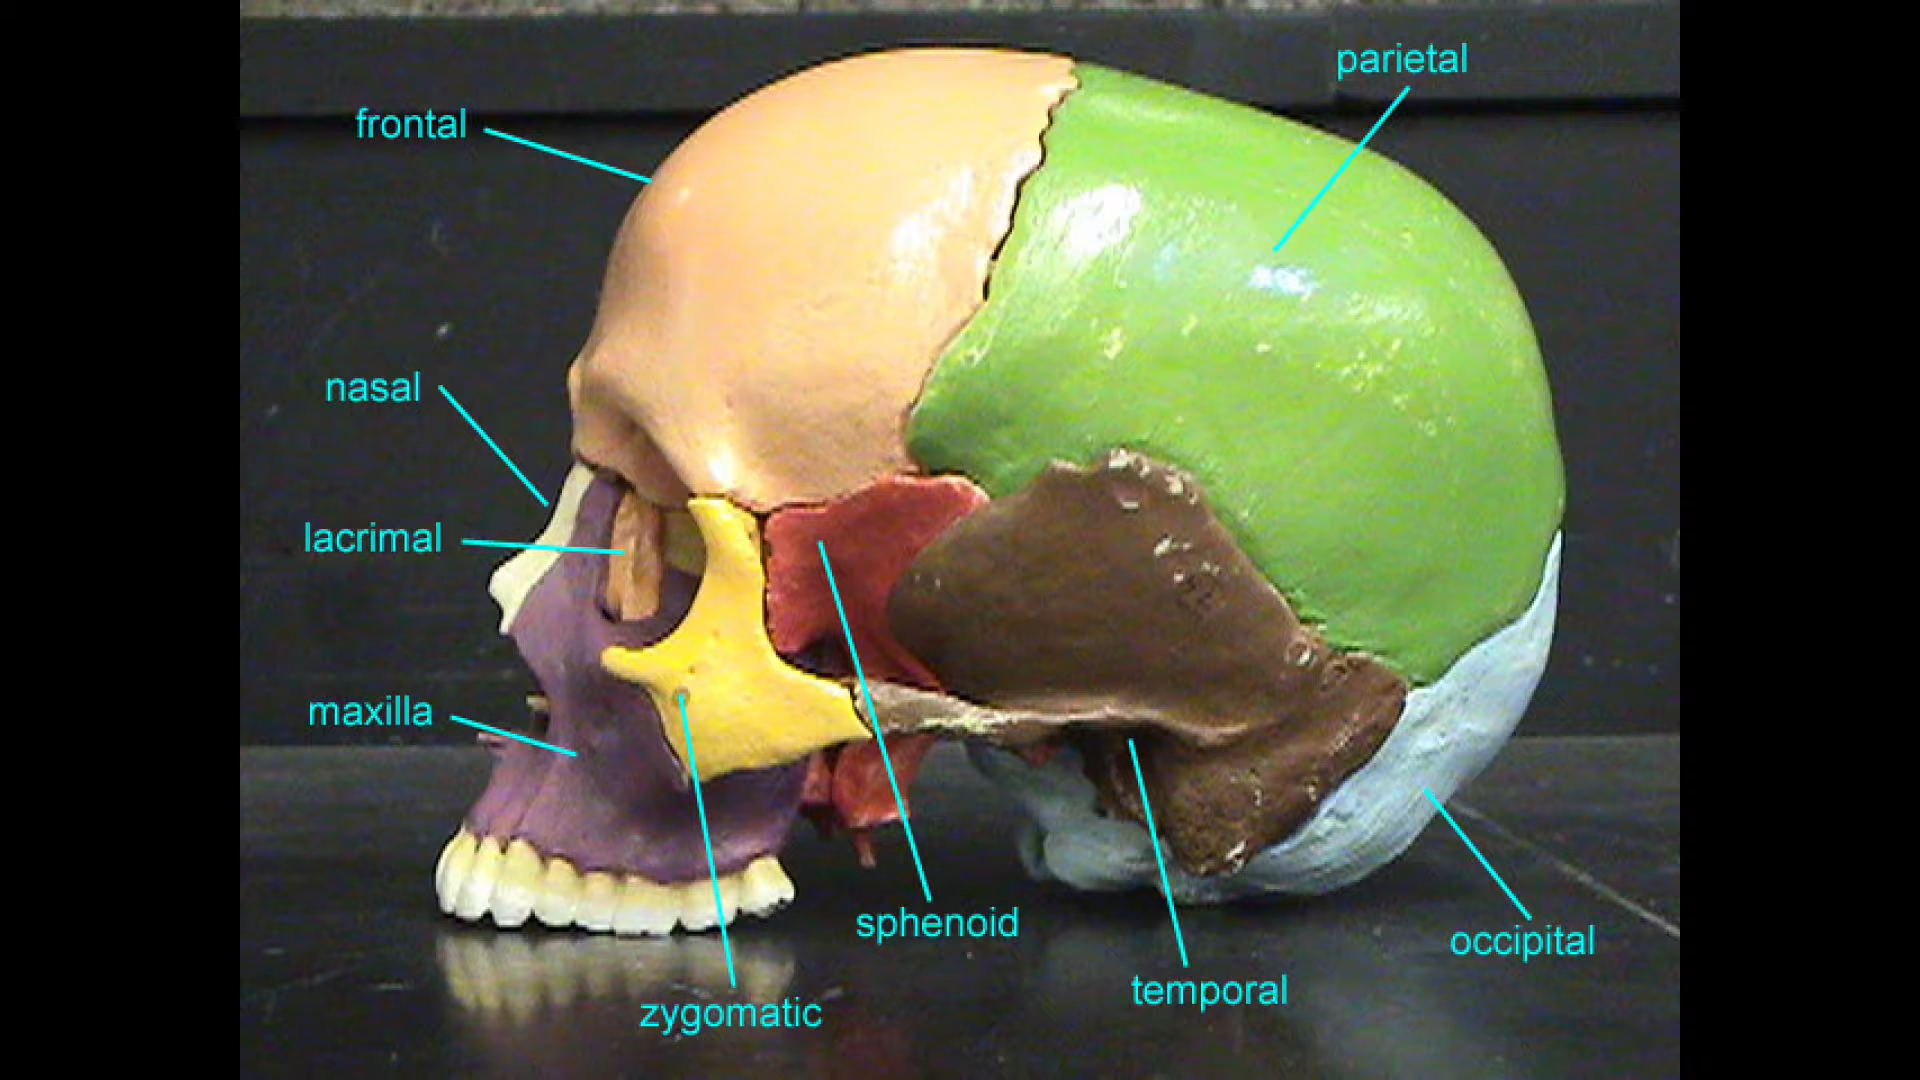 parietal
frontal
nasal
lacrimal
maxilla
sphenoid
occipital
temporal
zygomatic